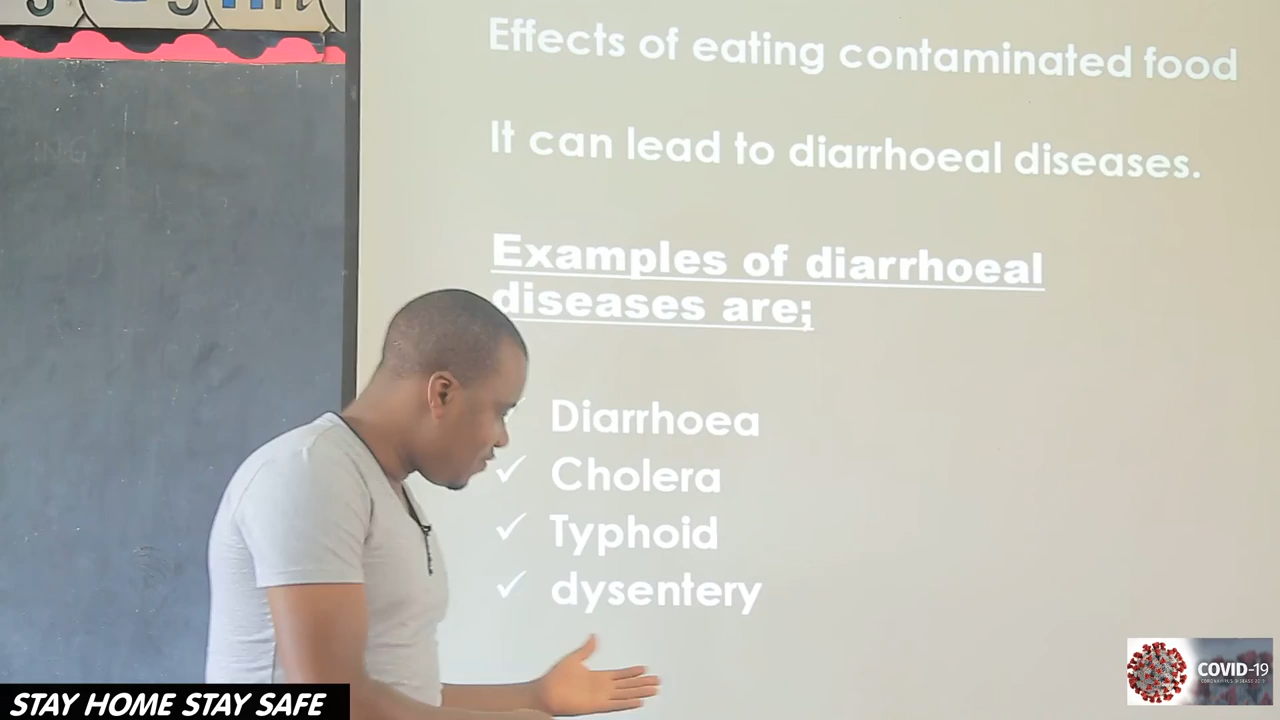 Effects of eating contaminated food
It can lead to diarrhoeal diseases.
Examples of diarrhoeal
diseases are;
Diarrhoea
✓ Cholera
✓ Typhoid
✓ dysentery
STAY HOME STAY SAFE
COVID-19